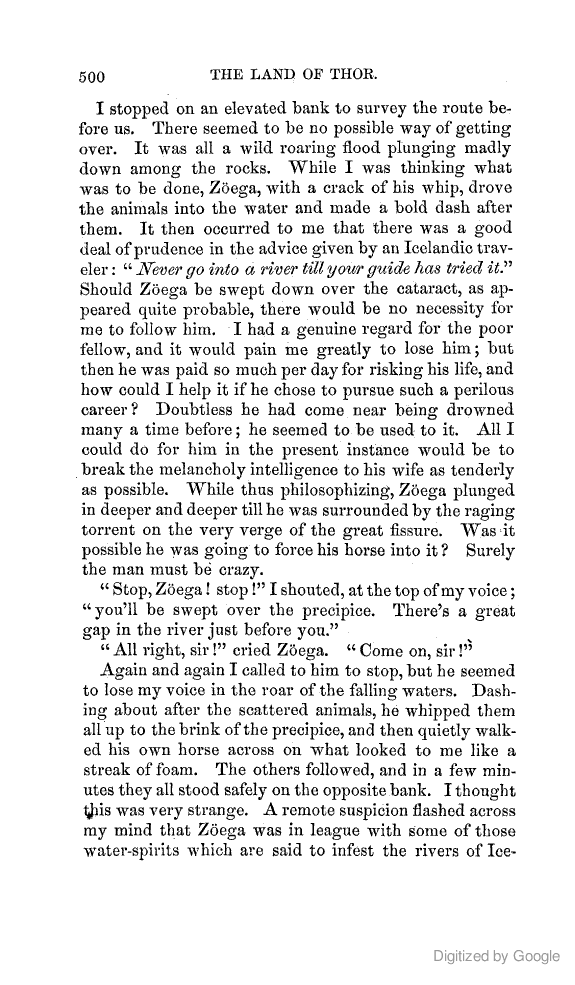 500 THE LAND OF THOR.
I stopped on an elevated bank to survey the route be-
fore us. There seemed to be no possible way of getting
over. It was all a wild roaring flood plunging madly
down among the rocks. While I was thinking what
was to be done, Zöega, with a crack of his whip, drove
the animals into the water and made a bold dash after
them. It then occurred to me that there was a good
deal of prudence in the advice given by an Icelandic trav-
eler: "Never go into a river till your guide has tried it."
Should Zöega be swept down over the cataract, as ap-
peared quite probable, there would be no necessity for
me to follow him. I had a genuine regard for the poor
fellow, and it would pain me greatly to lose him; but
then he was paid so much per day for risking his life, and
how could I help it if he chose to pursue such a perilous
career? Doubtless he had come near being drowned
many a time before; he seemed to be used to it. All I
could do for him in the present instance would be to
break the melancholy intelligence to his wife as tenderly
as possible. While thus philosophizing, Zöega plunged
in deeper and deeper till he was surrounded by the raging
torrent on the very verge of the great fissure. Was it
possible he was going to force his horse into it? Surely
the man must be crazy.
"Stop, Zöega! stop!" I shouted, at the top of my voice;
"you'll be swept over the precipice. There's a great
gap in the river just before you."
"All right, sir!" cried Zöega. "Come on, sir!"
Again and again I called to him to stop, but he seemed
to lose my voice in the roar of the falling waters. Dash-
ing about after the scattered animals, he whipped them
all up to the brink of the precipice, and then quietly walk-
ed his own horse across on what looked to me like a
streak of foam. The others followed, and in a few min-
utes they all stood safely on the opposite bank. I thought
this was very strange. A remote suspicion flashed across
my mind that Zöega was in league with some of those
water-spirits which are said to infest the rivers of Ice-
Digitized by Google